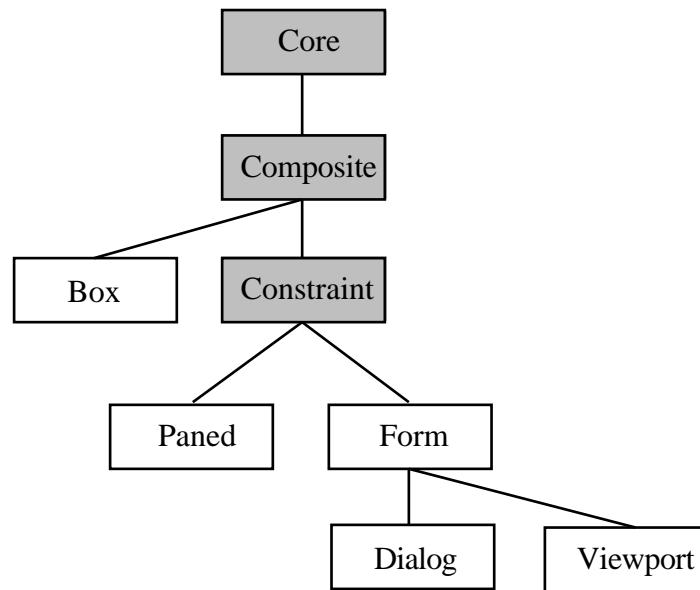 Core
Composite
Box
Constraint
Paned
Form
Dialog
Viewport